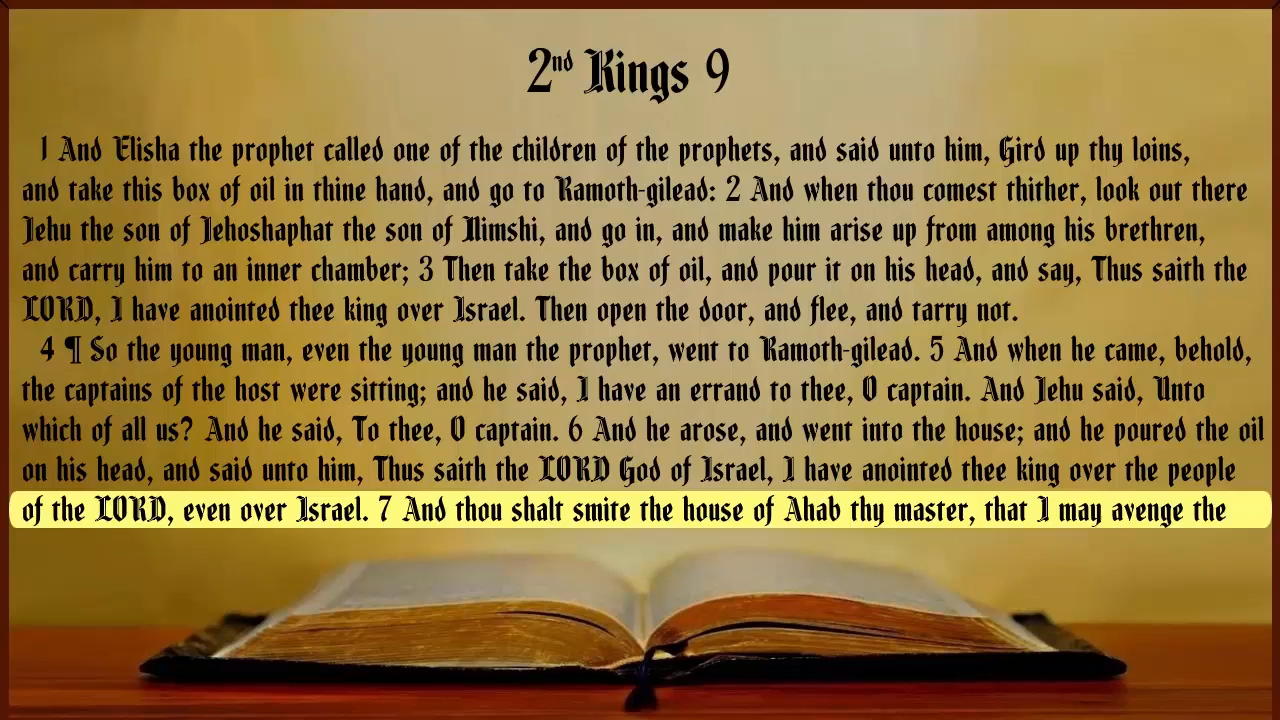 2nd Kings 9
1 And Elisha the prophet called one of the children of the prophets, and said unto him, Gird up thy loins,
and take this box of oil in thine hand, and go to Ramoth-gilead: 2 And when thou comest thither, look out there
Jehu the son of Jehoshaphat the son of Nimshi, and go in, and make him arise up from among his brethren,
and carry him to an inner chamber; 3 Then take the box of oil, and pour it on his head, and say, Thus saith the
LORD, I have anointed thee king over Israel. Then open the door, and flee, and tarry not.
4 ¶ So the young man, even the young man the prophet, went to Ramoth-gilead. 5 And when he came, behold,
the captains of the host were sitting; and he said, I have an errand to thee, O captain. And Jehu said, Unto
which of all us? And he said, To thee, O captain. 6 And he arose, and went into the house; and he poured the oil
on his head, and said unto him, Thus saith the LORD God of Israel, I have anointed thee king over the people
of the LORD, even over Israel. 7 And thou shalt smite the house of Ahab thy master, that I may avenge the